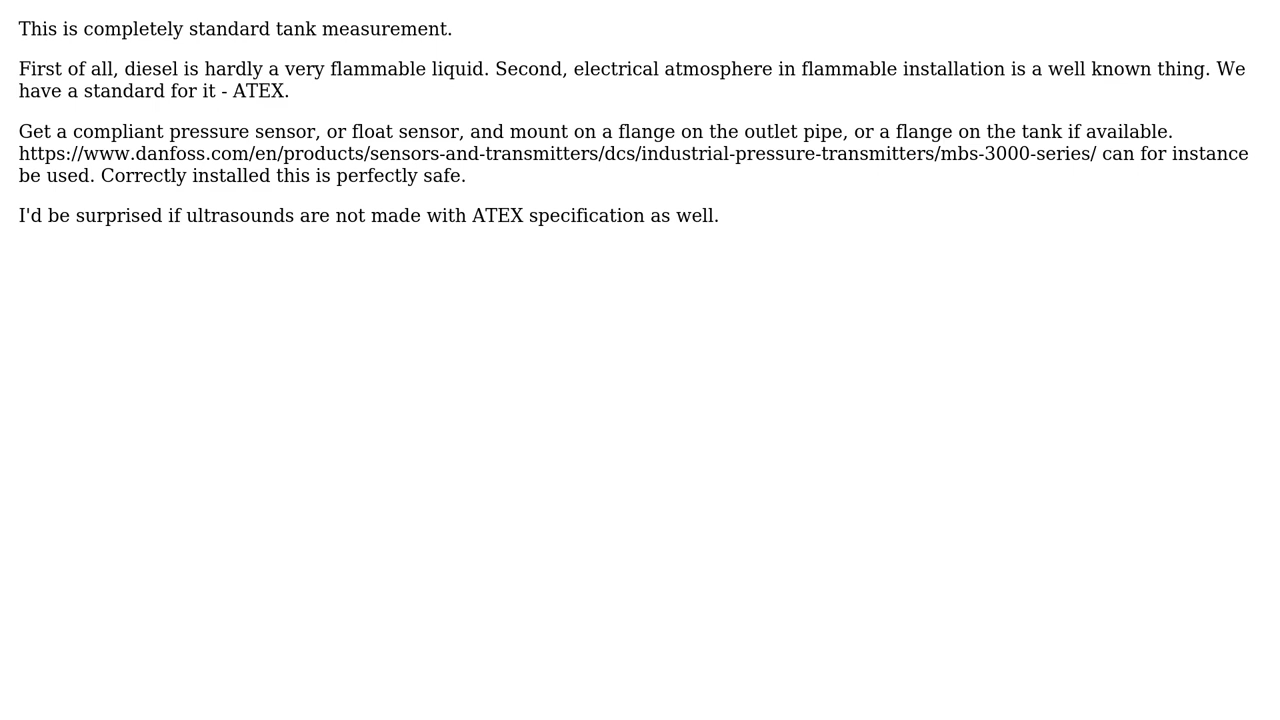 This is completely standard tank measurement.
First of all, diesel is hardly a very flammable liquid. Second, electrical atmosphere in flammable installation is a well known thing. We
have a standard for it - ATEX.
Get a compliant pressure sensor, or float sensor, and mount on a flange on the outlet pipe, or a flange on the tank if available.
https://www.danfoss.com/en/products/sensors-and-transmitters/dcs/industrial-pressure-transmitters/mbs-3000-series/ can for instance
be used. Correctly installed this is perfectly safe.
I'd be surprised if ultrasounds are not made with ATEX specification as well.